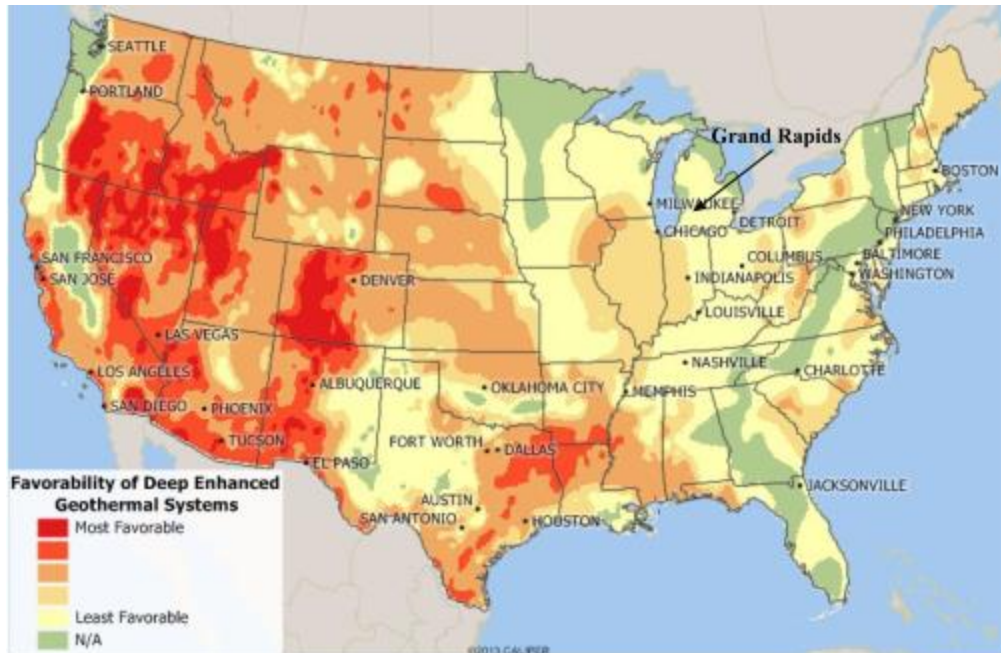 SEATTLE
PORTLAND
Grand Rapids
BOSTON
MILWAUKEE
DETROIT
NEW YORK
CHICAGO
PHILADELPHIA
SAN FRANCISCO
COLUMBUS
BALTIMORE
SAN JOSE
DENVER
INDIANAPOLIS
WASHINGTON
LOUISVILLE
LAS VEGAS
NASHVILLE
LOS ANGELES
ALBUQUERQUE
OKLAHOMA CITY
MEMPHIS
CHARLOTTE
SAN DIEGO
PHOENIX
TUCSON
FORT WORTH
DALLAS
EL PASO
Favorability of Deep Enhanced
Geothermal Systems
JACKSONVILLE
AUSTIN
Most Favorable
SAN ANTONIO
HOUSTON
Least Favorable
N/A
©2013 CALIPER